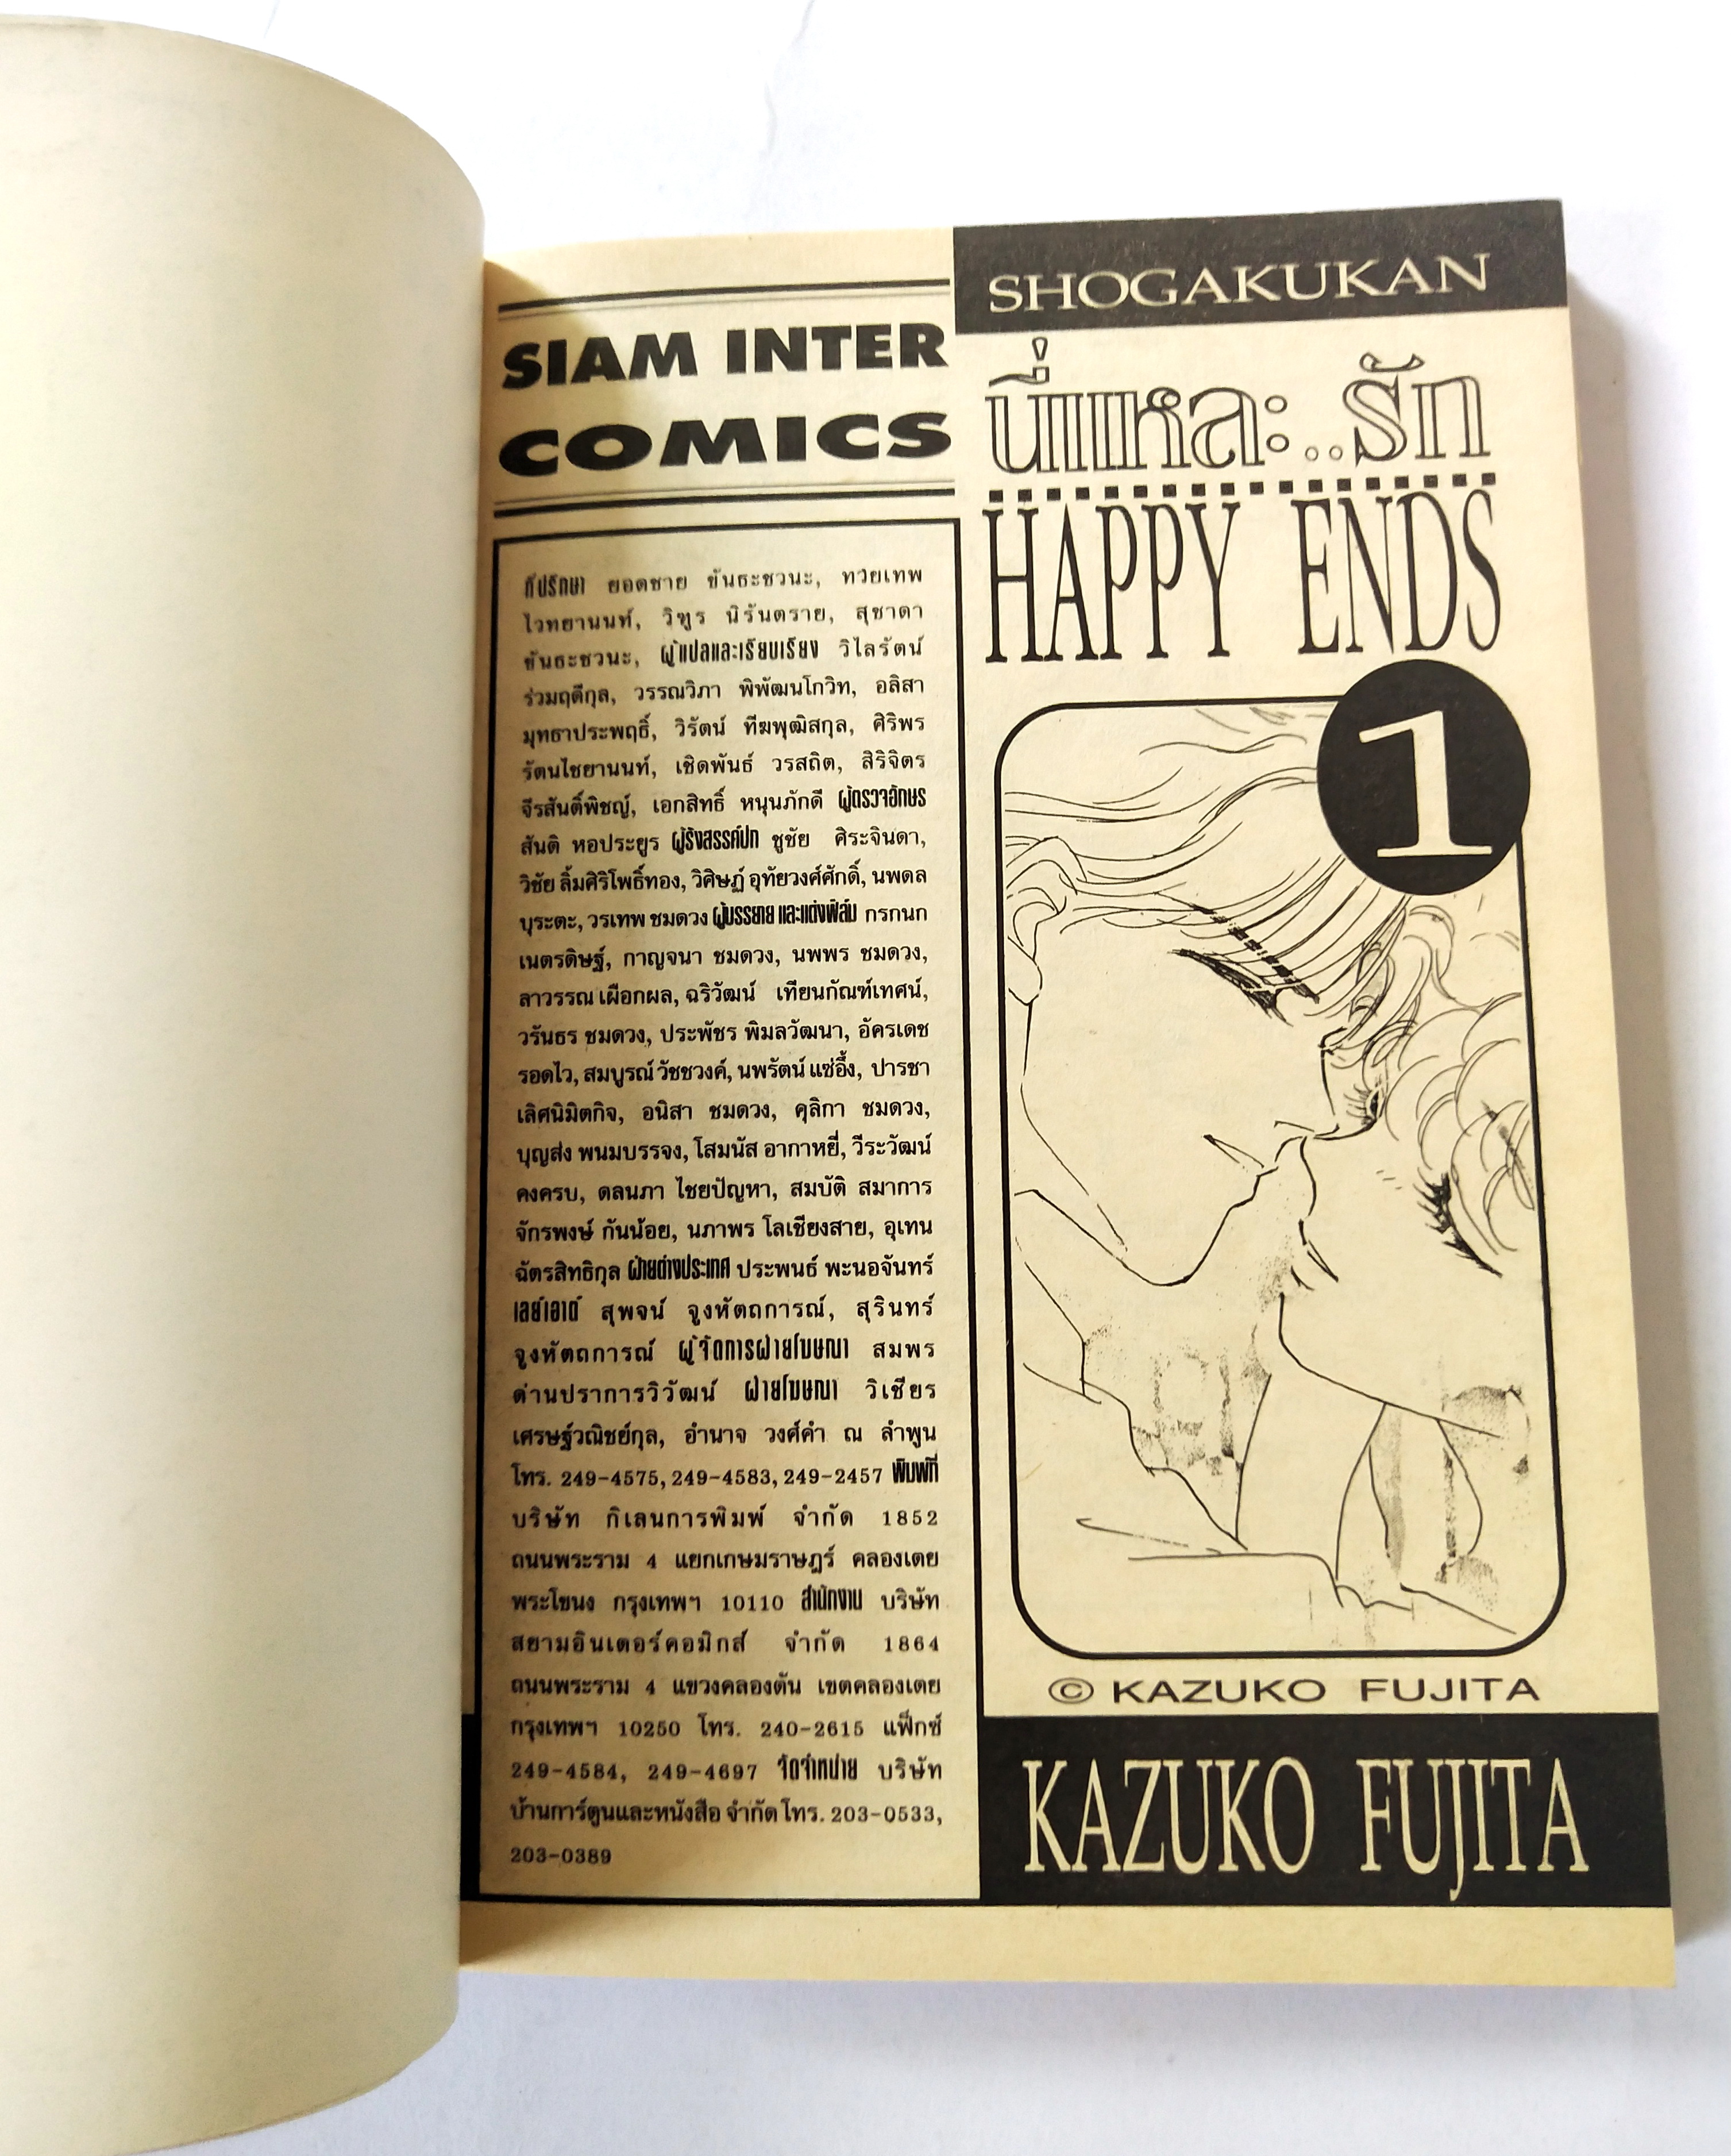 SIAM INTER
COMICS
ที่ปรึกษา ยอดชาย ขันธะชวนะ, ทวยเทพ
ไวทยานนท์, วิฑูร นิรันตราย, สุชาดา
ขันธะชวนะ, ผู้แปลและเรียบเรียง วิไลรัตน์
ร่วมฤดีกุล, วรรณวิภา พิพัฒนโกวิท, อลิสา
มุทธาประพฤธิ์, วิรัตน์ ทีฆพุฒิสกุล, ศิริพร
รัตนไชยานนท์, เชิดพันธ์ วรสถิต, สิริจิตร
จีรสันติ์พิชญ์, เอกสิทธิ์ หนุนภักดี ผู้ตรวจอักษร
สันติ หอประยูร ผู้รังสรรค์ปก ชูชัย ศิระจินดา,
วิชัย ลิ้มศิริโพธิ์ทอง, วิศิษฏ์ อุทัยวงศ์ศักดิ์, นพดล
บุระตะ, วรเทพ ชมดวง ผู้บรรยาย และแต่งฟิล์ม กรกนก
เนตรดิษฐ์, กาญจนา ชมดวง, นพพร ชมดวง,
ลาวรรณ เผือกผล, ฉริวัฒน์ เทียนกัณฑ์เทศน์,
วรันธร ชมดวง, ประพัชร พิมลวัฒนา, อัครเดช
รอดไว, สมบูรณ์ วัชชวงค์, นพรัตน์ แซ่อึ้ง, ปารชา
เลิศนิมิตกิจ, อนิสา ชมดวง, คุลิกา ชมดวง,
บุญส่ง พนมบรรจง, โสมนัส อากาหยี่, วีระวัฒน์
คงครบ, ดลนภา ไชยปัญหา, สมบัติ สมาการ
จักรพงษ์ กันน้อย, นภาพร โลเชียงสาย, อุเทน
ฉัตรสิทธิกุล ฝ่ายต่างประเทศ ประพนธ์ พะนอจันทร์
เลย์เอาต์ สุพจน์ จูงหัตถการณ์, สุรินทร์
จูงหัตถการณ์ ผู้จัดการฝ่ายโฆษณา สมพร
ด่านปราการวิวัฒน์ ฝ่ายโฆษณา วิเชียร
เศรษฐ์วณิชย์กุล, อำนาจ วงศ์คำ ณ ลำพูน
โทร. 249-4575, 249-4583, 249-2457 พิมพ์ที่
บริษัท กิเลนการพิมพ์ จำกัด 1852
ถนนพระราม 4 แยกเกษมราษฎร์ คลองเตย
พระโขนง กรุงเทพฯ 10110 สำนักงาน บริษัท
สยามอินเตอร์คอมิกส์ จำกัด 1864
ถนนพระราม 4 แขวงคลองตัน เขตคลองเตย
กรุงเทพฯ 10250 โทร. 240-2615 แฟ็กซ์
249-4584, 249-4697 จัดจำหน่าย บริษัท
บ้านการ์ตูนและหนังสือ จำกัด โทร. 203-0533,
203-0389
SHOGAKUKAN
นี่แหละ..รัก
HAPPY ENDS
1
© KAZUKO FUJITA
KAZUKO FUJITA